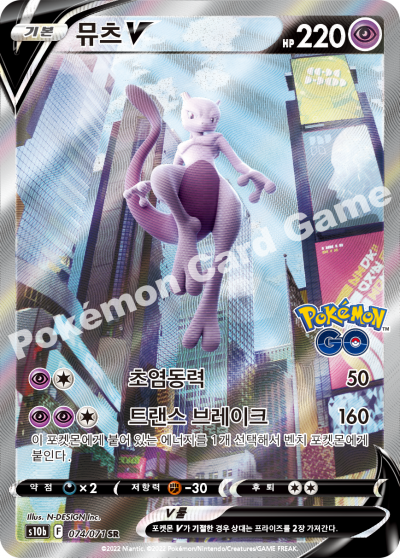 기본
뮤츠V
HP 220
Pokémon Card Game
Pokémon
GO
초염동력 50
트랜스 브레이크 160
이 포켓몬에게 붙어 있는 에너지를 1개 선택해서 벤치 포켓몬에게
붙인다.
V룰
약점 ×2 저항력 -30 후퇴
포켓몬 V가 기절한 경우 상대는 프라이즈를 2장 가져간다.
Illus. N-DESIGN Inc.
s10b F 074/071 SR
©2022 Pokémon/Nintendo/Creatures/GAME FREAK.